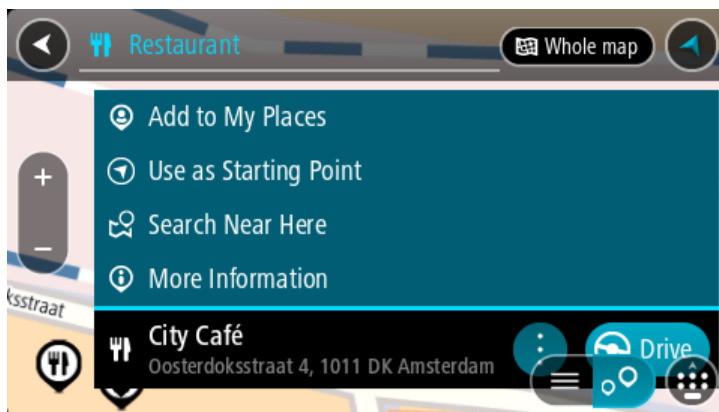 Restaurant
Whole map
Add to My Places
Use as Starting Point
Search Near Here
More Information
ksstraat
City Café
Oosterdoksstraat 4, 1011 DK Amsterdam
Drive